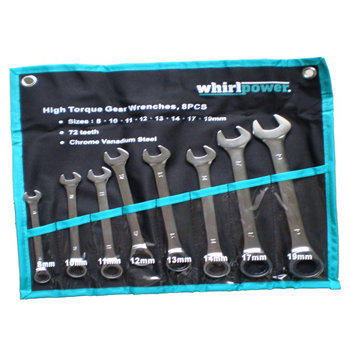 whirlpower.
High Torque Gear Wrenches, 8PCS
• Sizes : 8 · 10 · 11 · 12 · 13 · 14 · 17 · 19mm
• 72 teeth
• Chrome Vanadum Steel
8mm 10mm 11mm 12mm 13mm 14mm 17mm 19mm